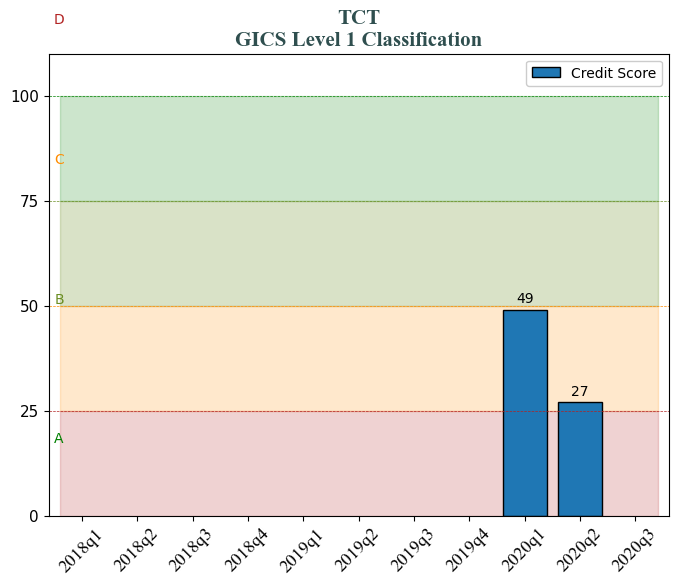 D
TCT
GICS Level 1 Classification
Credit Score
100
C
75
B
50
49
27
25
A
0
2018q1
2018q2
2018q3
2018q4
2019q1
2019q2
2019q3
2019q4
2020q1
2020q2
2020q3